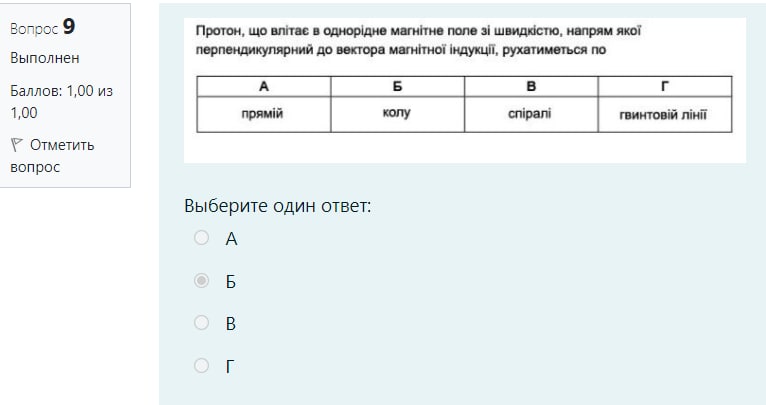 Вопрос 9
Выполнен
Баллов: 1,00 из
1,00
Отметить
вопрос
Протон, що влітає в однорідне магнітне поле зі швидкістю, напрям якої
перпендикулярний до вектора магнітної індукції, рухатиметься по
А Б В Г
прямій колу спіралі гвинтовій лінії
Выберите один ответ:
А
Б
В
Г